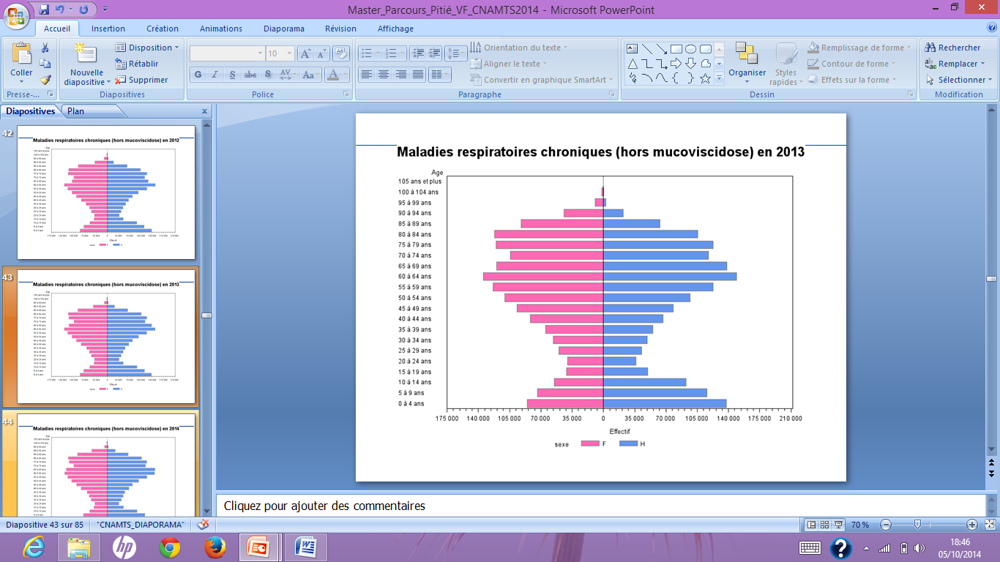 Master_Parcours_Pitié_VF_CNAMTS2014 - Microsoft PowerPoint
Accueil Insertion Création Animations Diaporama Révision Affichage
Coller
Presse-...
Nouvelle diapositive
Disposition
Rétablir
Supprimer
Diapositives
10
G I S abc S AV Aa A
Police
Orientation du texte
Aligner le texte
Convertir en graphique SmartArt
Paragraphe
Organiser
Styles rapides
Remplissage de forme
Contour de forme
Effets sur la forme
Dessin
Rechercher
Remplacer
Sélectionner
Modification
Diapositives Plan x
42
Maladies respiratoires chroniques (hors mucoviscidose) en 2012
43
Maladies respiratoires chroniques (hors mucoviscidose) en 2013
44
Maladies respiratoires chroniques (hors mucoviscidose) en 2014
Maladies respiratoires chroniques (hors mucoviscidose) en 2013
Age
105 ans et plus
100 à 104 ans
95 à 99 ans
90 à 94 ans
85 à 89 ans
80 à 84 ans
75 à 79 ans
70 à 74 ans
65 à 69 ans
60 à 64 ans
55 à 59 ans
50 à 54 ans
45 à 49 ans
40 à 44 ans
35 à 39 ans
30 à 34 ans
25 à 29 ans
20 à 24 ans
15 à 19 ans
10 à 14 ans
5 à 9 ans
0 à 4 ans
175 000 140 000 105 000 70 000 35 000 0 35 000 70 000 105 000 140 000 175 000 210 000
Effectif
sexe F H
Cliquez pour ajouter des commentaires
Diapositive 43 sur 85 "CNAMTS_DIAPORAMA" 70 %
18:46
05/10/2014